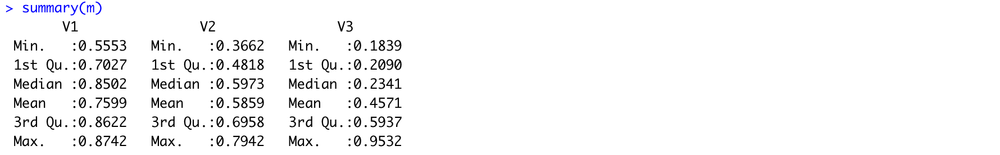 > summary(m)
V1 V2 V3
Min. :0.5553 Min. :0.3662 Min. :0.1839
1st Qu.:0.7027 1st Qu.:0.4818 1st Qu.:0.2090
Median :0.8502 Median :0.5973 Median :0.2341
Mean :0.7599 Mean :0.5859 Mean :0.4571
3rd Qu.:0.8622 3rd Qu.:0.6958 3rd Qu.:0.5937
Max. :0.8742 Max. :0.7942 Max. :0.9532